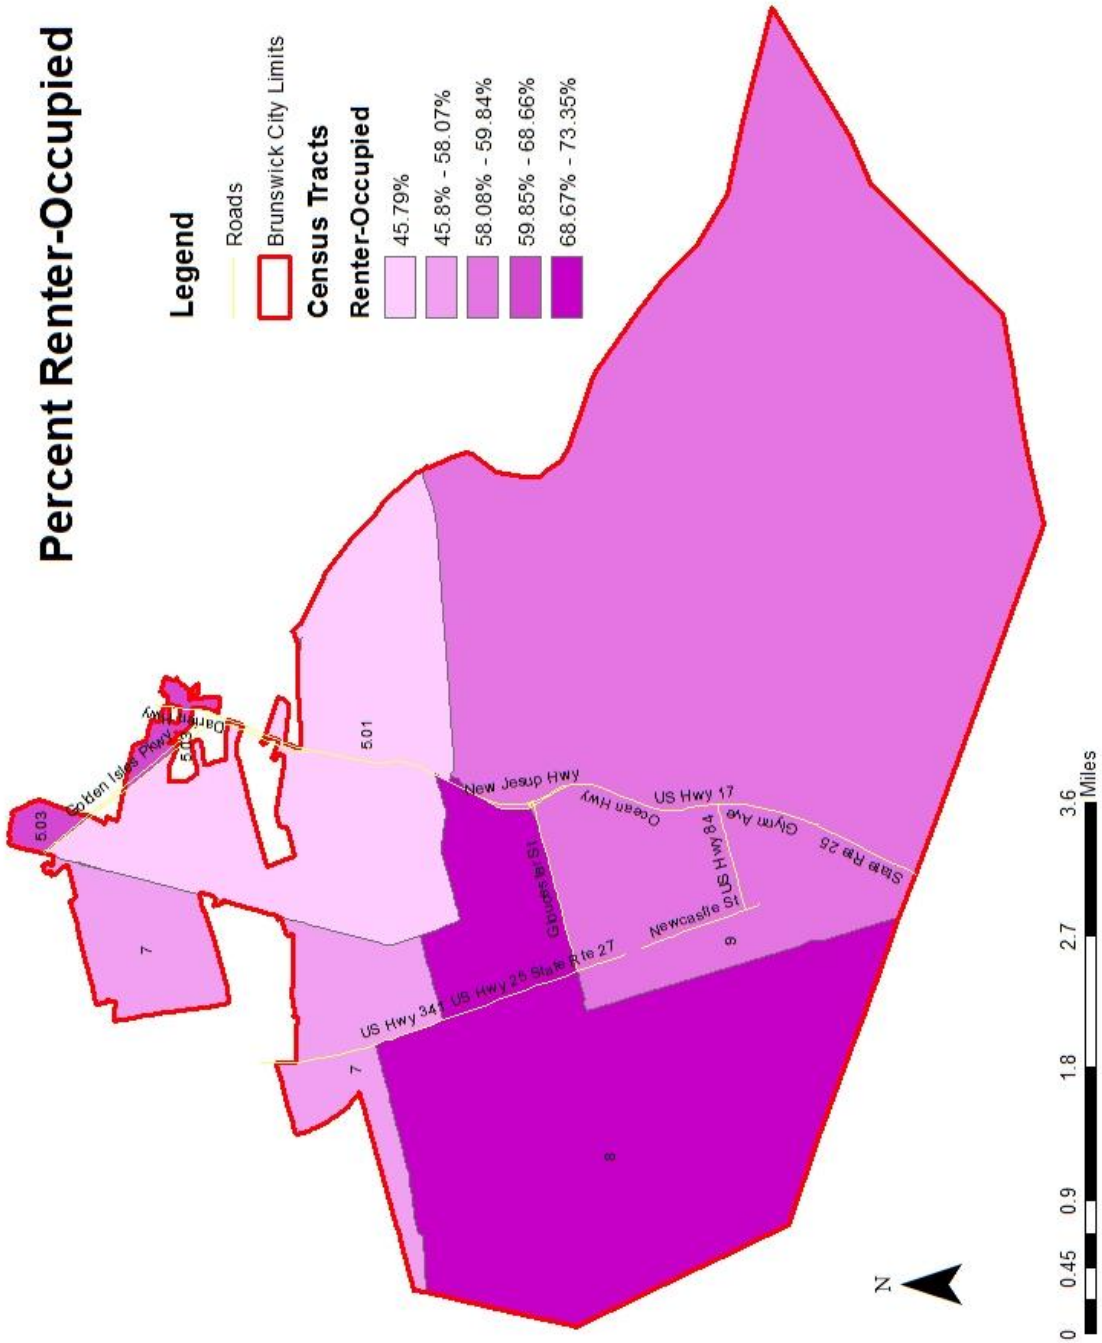 Percent Renter-Occupied
Legend
Roads
Brunswick City Limits
Census Tracts
Renter-Occupied
45.79%
45.8% - 58.07%
58.08% - 59.84%
59.85% - 68.66%
68.67% - 73.35%
5.03
Golden Isles Pkwy
Darien Hwy
5.03
7
5.01
7
US Hwy 341
US Hwy 25
State Rte 27
New Jesup Hwy
Gloucester St
Ocean Hwy
US Hwy 17
US Hwy 84
Glynn Ave
Newcastle St
State Rte 25
9
8
N
0 0.45 0.9 1.8 2.7 3.6
Miles